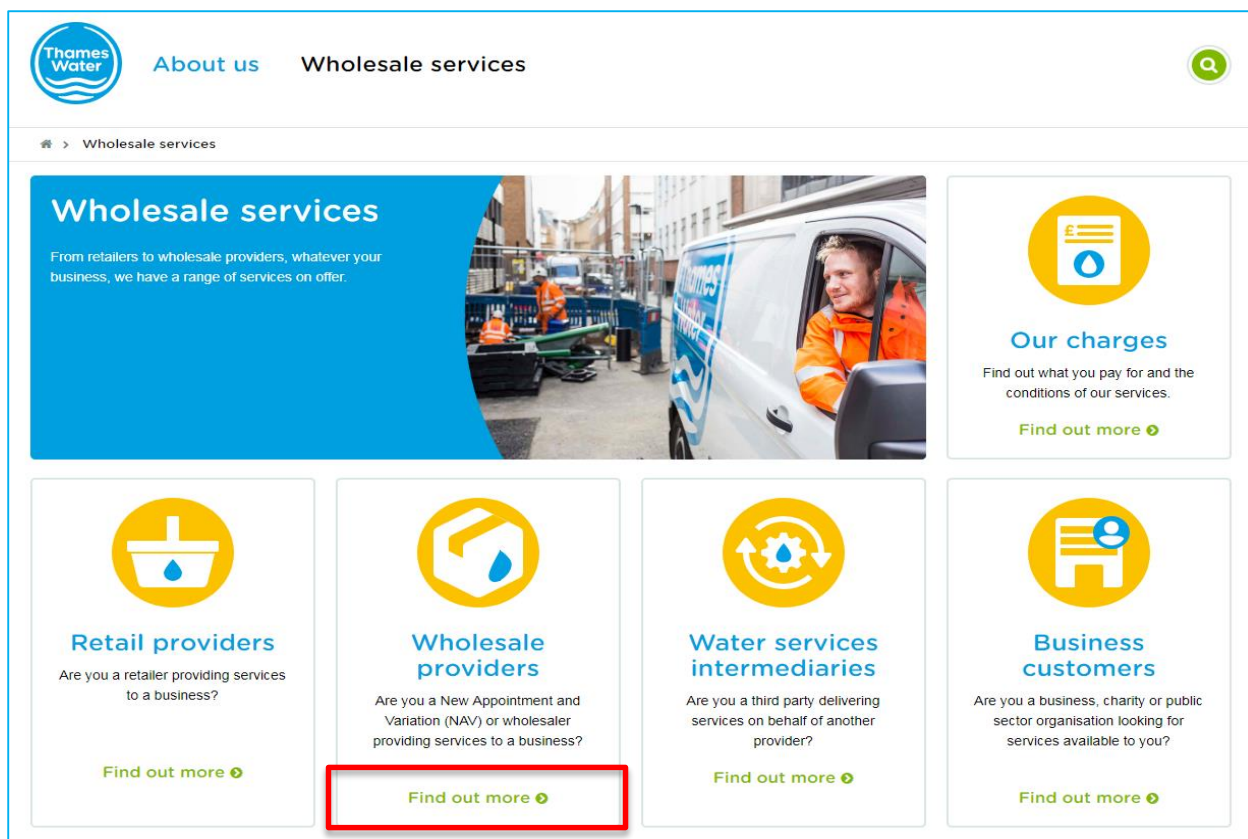 Thames
Water
About us
Wholesale services
Wholesale services
Wholesale services
From retailers to wholesale providers, whatever your
business, we have a range of services on offer.
Thames
Water
£
Our charges
Find out what you pay for and the
conditions of our services.
Find out more
Retail providers
Are you a retailer providing services
to a business?
Find out more
Wholesale
providers
Are you a New Appointment and
Variation (NAV) or wholesaler
providing services to a business?
Find out more
Water services
intermediaries
Are you a third party delivering
services on behalf of another
provider?
Find out more
Business
customers
Are you a business, charity or public
sector organisation looking for
services available to you?
Find out more